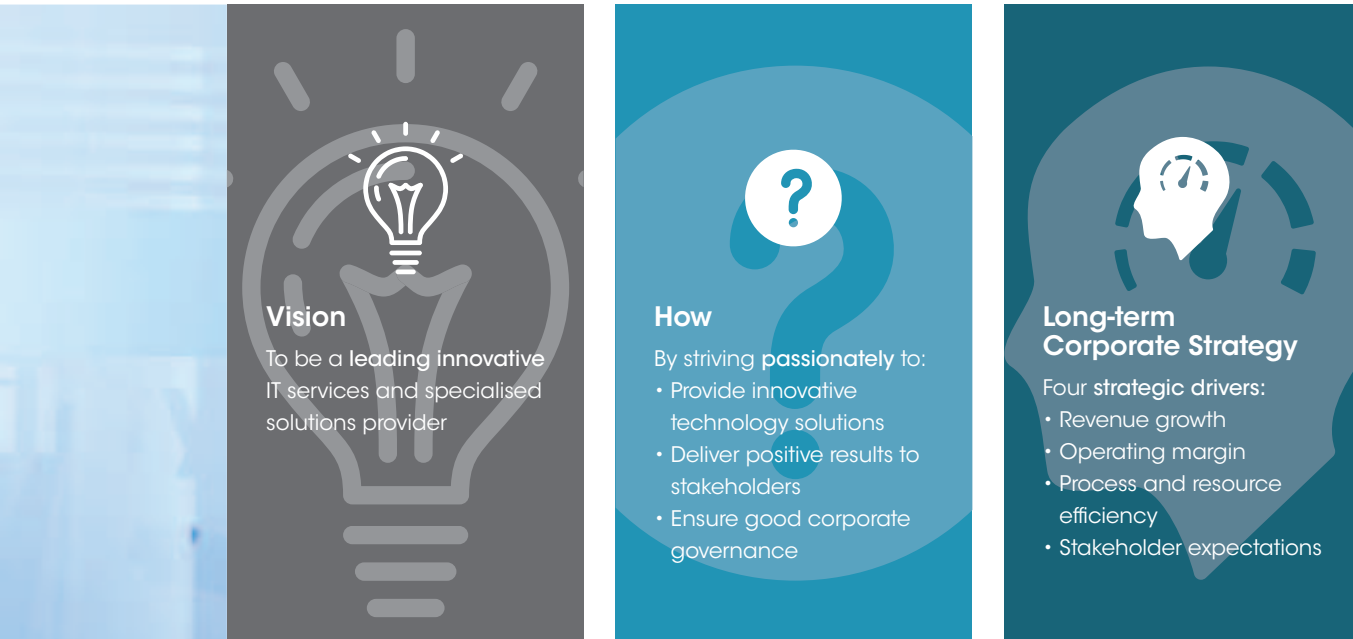 Vision
To be a leading innovative
IT services and specialised
solutions provider
How
By striving passionately to:
• Provide innovative
technology solutions
• Deliver positive results to
stakeholders
• Ensure good corporate
governance
Long-term
Corporate Strategy
Four strategic drivers:
• Revenue growth
• Operating margin
• Process and resource
efficiency
• Stakeholder expectations